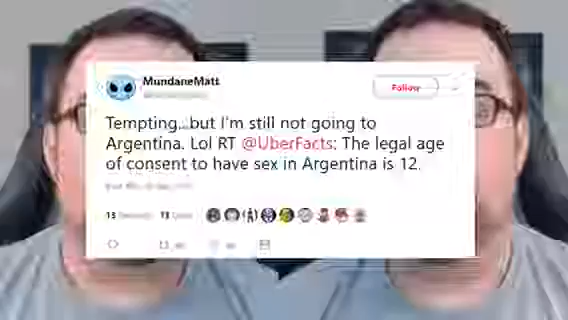 MundaneMatt
Follow
Tempting...but I'm still not going to
Argentina. Lol RT @UberFacts: The legal age
of consent to have sex in Argentina is 12.